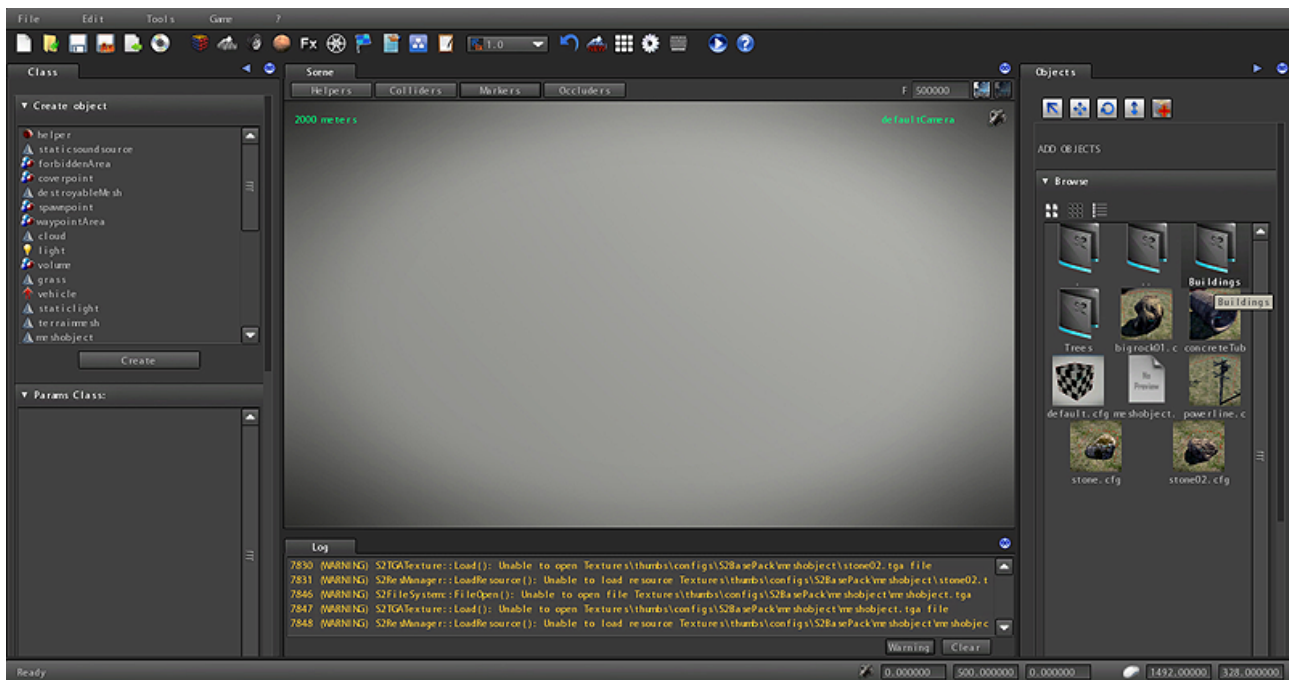 File Edit Tools Game ?
Fx 1.0
Class
Create object
helper
staticsoundsource
forbiddenArea
coverpoint
destroyableMesh
spawnpoint
waypointArea
cloud
light
volume
grass
vehicle
staticlight
terrainmesh
meshobject
Create
Params Class:
Scene
Helpers Colliders Markers Occluders F 500000
2000 meters defaultCamera
Log
7830 (WARNING) S2TGATexture::Load(): Unable to open Textures\thumbs\configs\S2BasePack\meshobject\stone02.tga file
7831 (WARNING) S2ResManager::LoadResource(): Unable to load resource Textures\thumbs\configs\S2BasePack\meshobject\stone02.t
7846 (WARNING) S2FileSystem::FileOpen(): Unable to open file Textures\thumbs\configs\S2BasePack\meshobject.tga
7847 (WARNING) S2TGATexture::Load(): Unable to open Textures\thumbs\configs\S2BasePack\meshobject\meshobject.tga file
7848 (WARNING) S2ResManager::LoadResource(): Unable to load resource Textures\thumbs\configs\S2BasePack\meshobject\meshobjec
Warning Clear
Objects
ADD OBJECTS
Browse
. .. Buildings
Buildings
Trees bigrock01.c concreteTub
No Preview
default.cfg meshobject. powerline.c
stone.cfg stone02.cfg
Ready 0.000000 500.000000 0.000000 1492.00000 328.000000